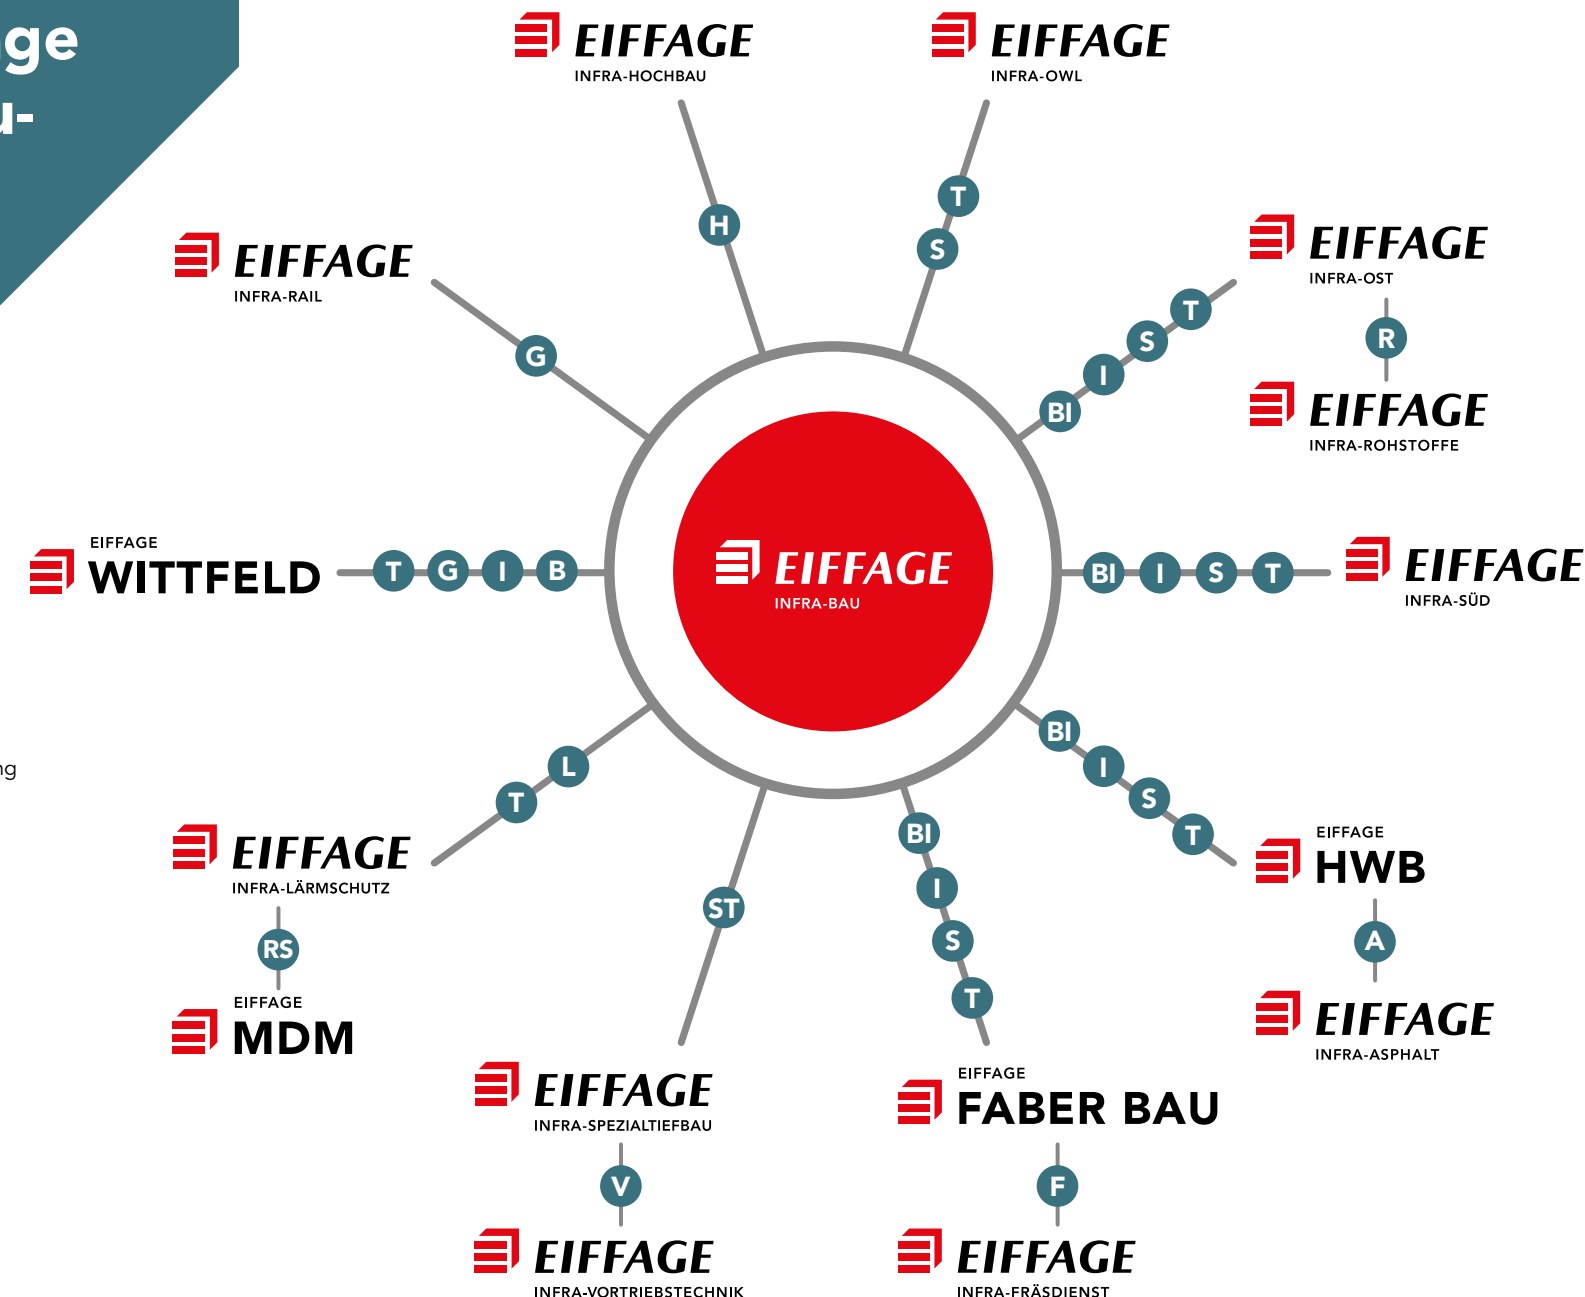 ge
u-
EIFFAGE
INFRA-HOCHBAU
EIFFAGE
INFRA-OWL
H
T
S
EIFFAGE
INFRA-RAIL
G
EIFFAGE
INFRA-OST
R
EIFFAGE
INFRA-ROHSTOFFE
T
S
I
BI
EIFFAGE
WITTFELD
T G I B
EIFFAGE
INFRA-BAU
BI I S T
EIFFAGE
INFRA-SÜD
ng
L
T
EIFFAGE
INFRA-LÄRMSCHUTZ
RS
EIFFAGE
MDM
ST
EIFFAGE
INFRA-SPEZIALTIEFBAU
V
EIFFAGE
INFRA-VORTRIEBSTECHNIK
BI
I
S
T
EIFFAGE
FABER BAU
F
EIFFAGE
INFRA-FRÄSDIENST
BI
I
S
T
EIFFAGE
HWB
A
EIFFAGE
INFRA-ASPHALT